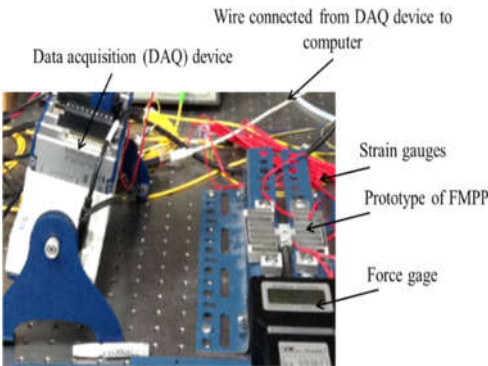 Wire connected from DAQ device to
computer
Data acquisition (DAQ) device
Strain gauges
Prototype of FMPP
Force gage